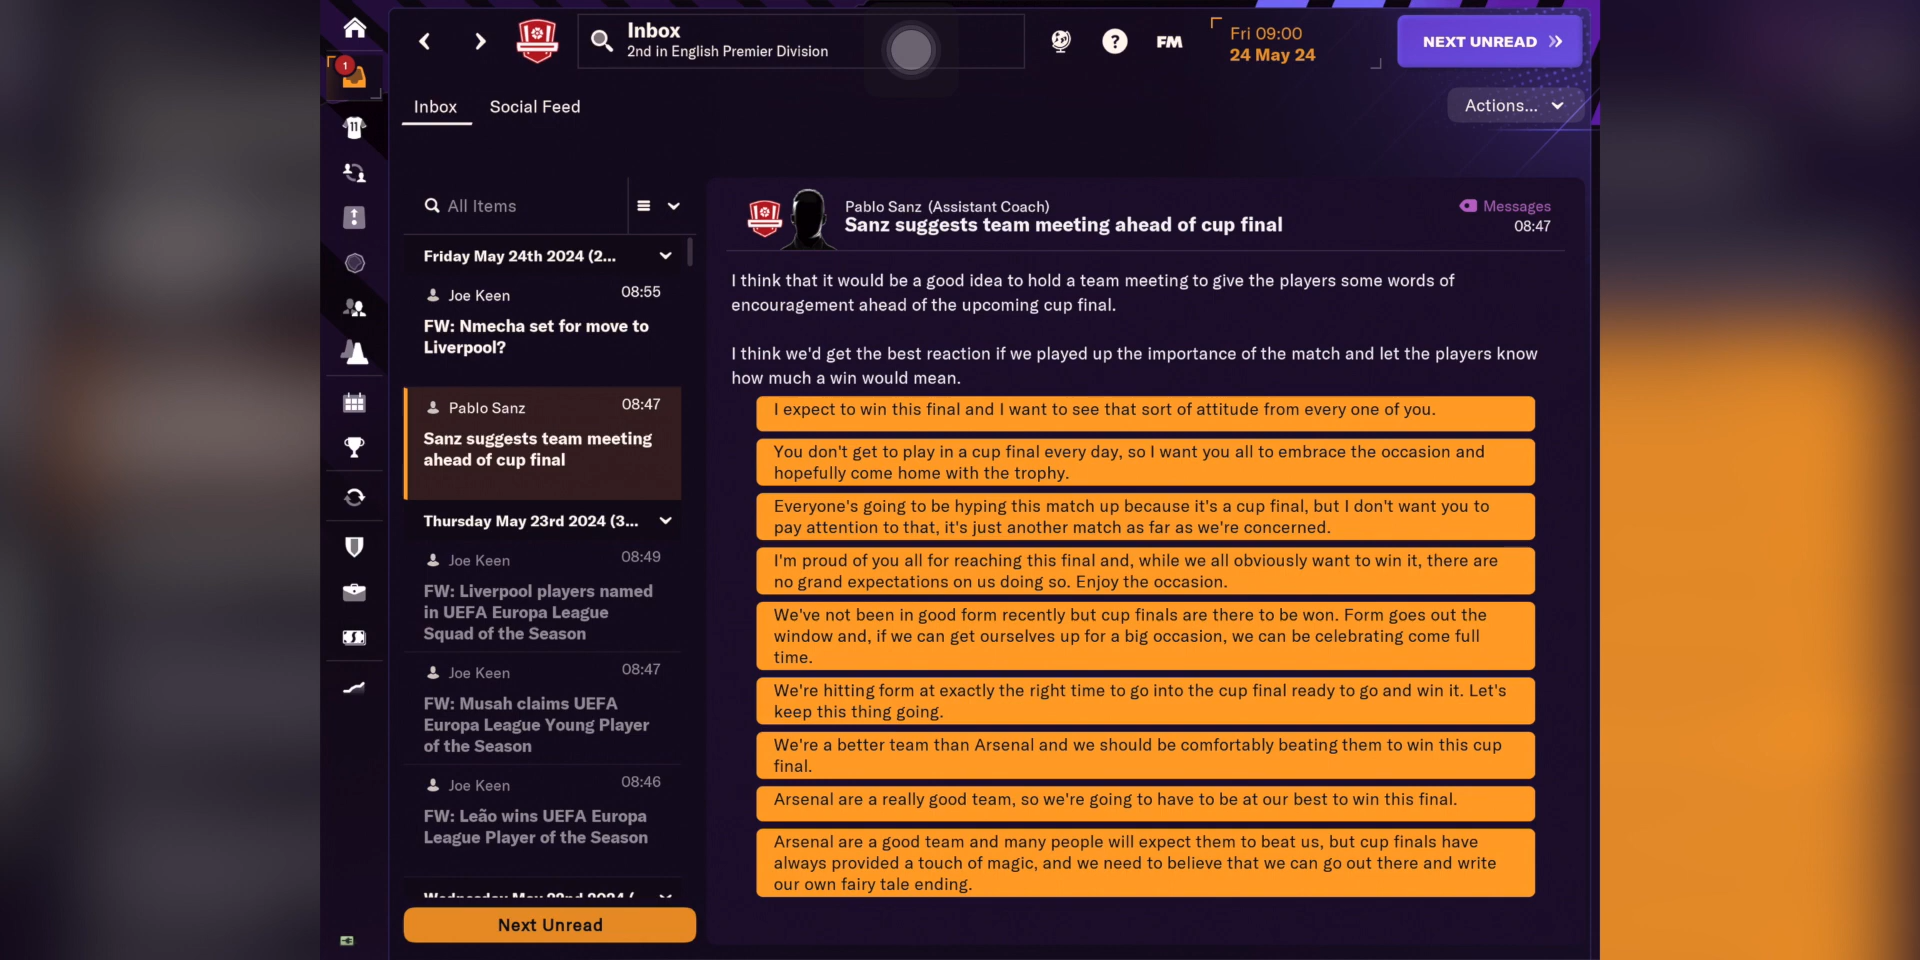 Inbox
2nd in English Premier Division
FM
Fri 09:00
24 May 24
NEXT UNREAD
1
11
Inbox
Social Feed
Actions...
All Items
Friday May 24th 2024 (2...
Joe Keen
08:55
FW: Nmecha set for move to
Liverpool?
Pablo Sanz
08:47
Sanz suggests team meeting
ahead of cup final
Thursday May 23rd 2024 (3...
Joe Keen
08:49
FW: Liverpool players named
in UEFA Europa League
Squad of the Season
Joe Keen
08:47
FW: Musah claims UEFA
Europa League Young Player
of the Season
Joe Keen
08:46
FW: Leão wins UEFA Europa
League Player of the Season
Wednesday May 22nd 2024 (
Next Unread
Pablo Sanz (Assistant Coach)
Sanz suggests team meeting ahead of cup final
Messages
08:47
I think that it would be a good idea to hold a team meeting to give the players some words of
encouragement ahead of the upcoming cup final.
I think we'd get the best reaction if we played up the importance of the match and let the players know
how much a win would mean.
I expect to win this final and I want to see that sort of attitude from every one of you.
You don't get to play in a cup final every day, so I want you all to embrace the occasion and
hopefully come home with the trophy.
Everyone's going to be hyping this match up because it's a cup final, but I don't want you to
pay attention to that, it's just another match as far as we're concerned.
I'm proud of you all for reaching this final and, while we all obviously want to win it, there are
no grand expectations on us doing so. Enjoy the occasion.
We've not been in good form recently but cup finals are there to be won. Form goes out the
window and, if we can get ourselves up for a big occasion, we can be celebrating come full
time.
We're hitting form at exactly the right time to go into the cup final ready to go and win it. Let's
keep this thing going.
We're a better team than Arsenal and we should be comfortably beating them to win this cup
final.
Arsenal are a really good team, so we're going to have to be at our best to win this final.
Arsenal are a good team and many people will expect them to beat us, but cup finals have
always provided a touch of magic, and we need to believe that we can go out there and write
our own fairy tale ending.